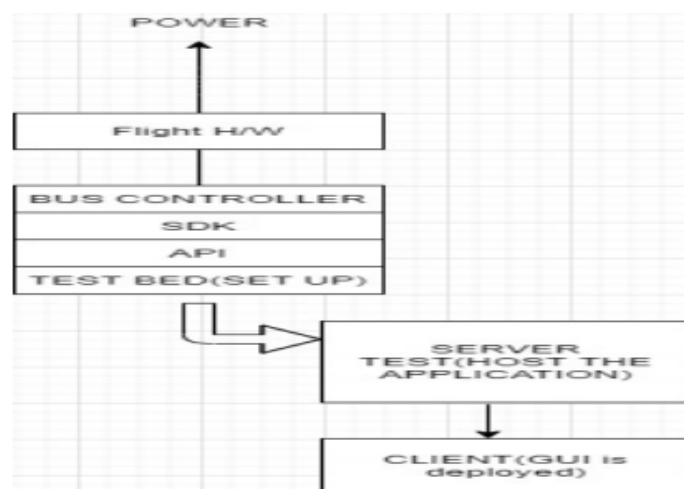 POWER
Flight H/W
BUS CONTROLLER
SDK
API
TEST BED(SET UP)
SERVER
TEST(HOST THE
APPLICATION)
CLIENT(GUI is
deployed)